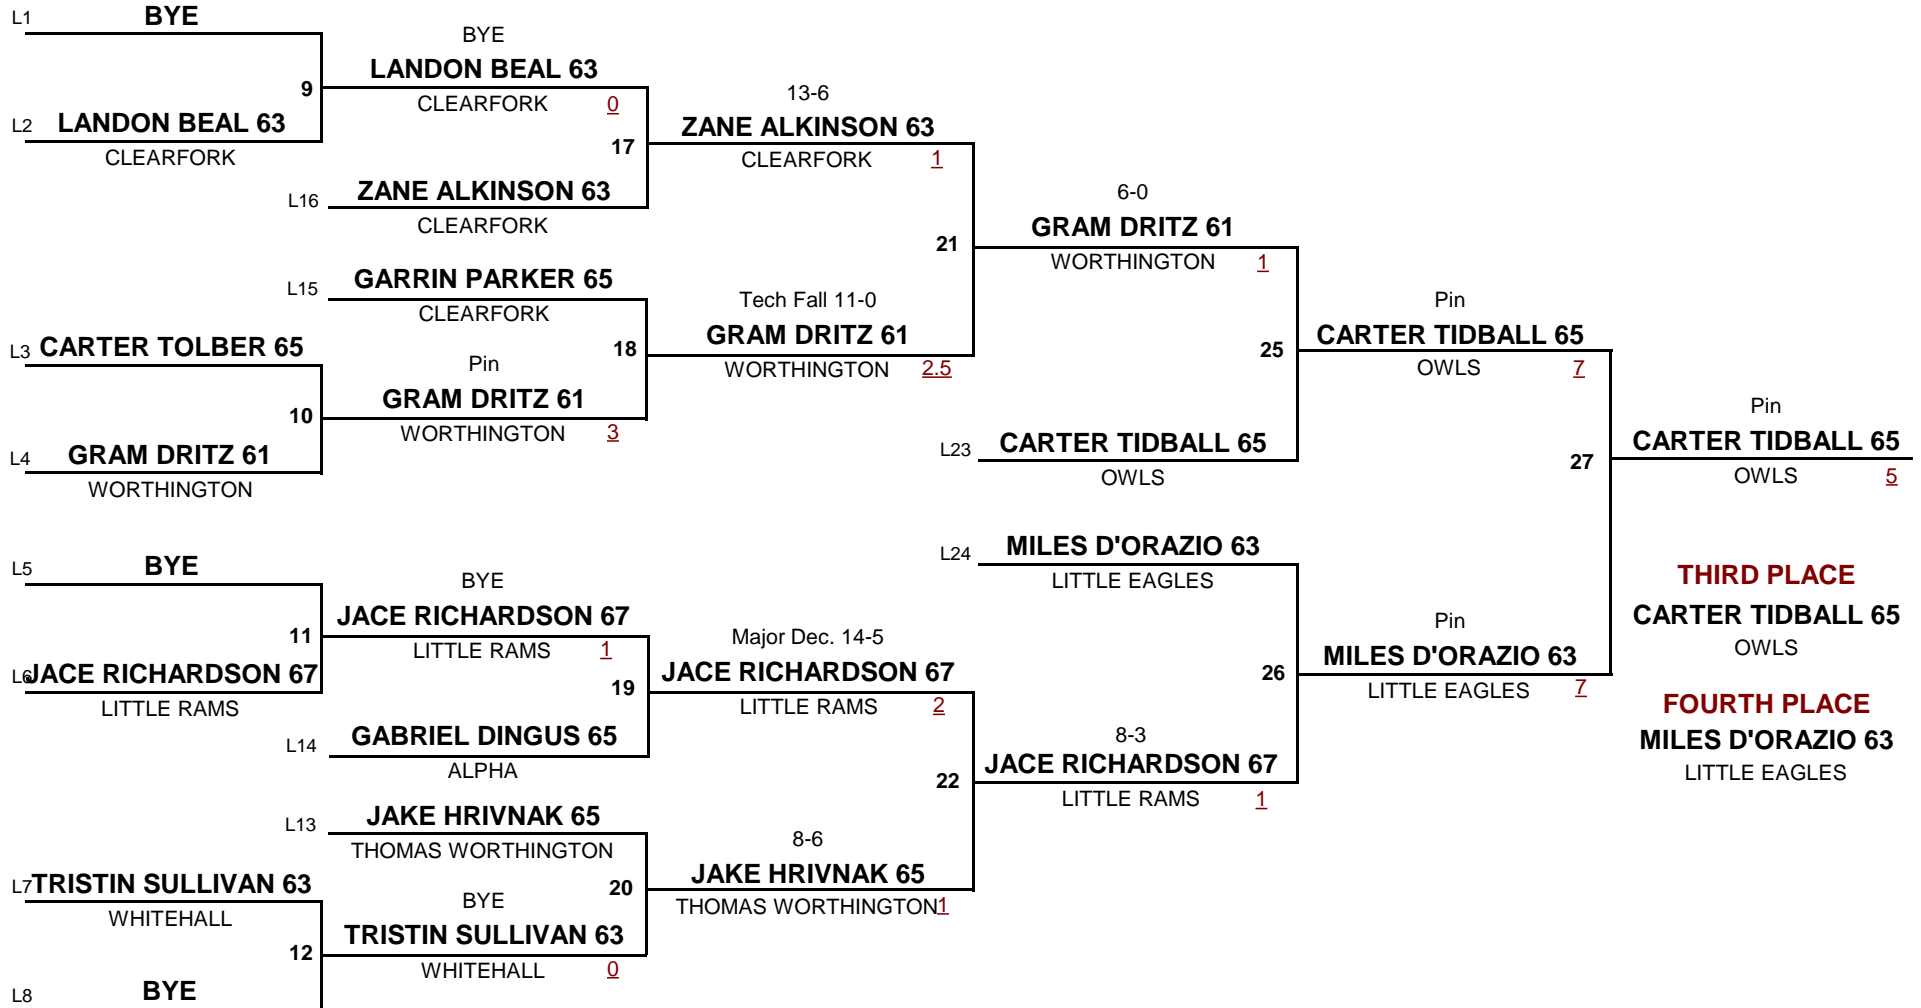 L1 BYE
BYE
LANDON BEAL 63
9
CLEARFORK 0
L2 LANDON BEAL 63
CLEARFORK
17
13-6
ZANE ALKINSON 63
CLEARFORK 1
L16 ZANE ALKINSON 63
CLEARFORK
21
6-0
GRAM DRITZ 61
WORTHINGTON 1
L15 GARRIN PARKER 65
CLEARFORK
18
Tech Fall 11-0
GRAM DRITZ 61
WORTHINGTON 2.5
L3 CARTER TOLBER 65
Pin
GRAM DRITZ 61
10
WORTHINGTON 3
L4 GRAM DRITZ 61
WORTHINGTON
25
Pin
CARTER TIDBALL 65
OWLS 7
L23 CARTER TIDBALL 65
OWLS
27
Pin
CARTER TIDBALL 65
OWLS 5
L5 BYE
BYE
JACE RICHARDSON 67
11
LITTLE RAMS 1
L6 JACE RICHARDSON 67
LITTLE RAMS
19
Major Dec. 14-5
JACE RICHARDSON 67
LITTLE RAMS 2
L14 GABRIEL DINGUS 65
ALPHA
L24 MILES D'ORAZIO 63
LITTLE EAGLES
26
Pin
MILES D'ORAZIO 63
LITTLE EAGLES 7
22
8-3
JACE RICHARDSON 67
LITTLE RAMS 1
L13 JAKE HRIVNAK 65
THOMAS WORTHINGTON
20
8-6
JAKE HRIVNAK 65
THOMAS WORTHINGTON 1
L7 TRISTIN SULLIVAN 63
WHITEHALL
BYE
TRISTIN SULLIVAN 63
12
WHITEHALL 0
L8 BYE
THIRD PLACE
CARTER TIDBALL 65
OWLS
FOURTH PLACE
MILES D'ORAZIO 63
LITTLE EAGLES